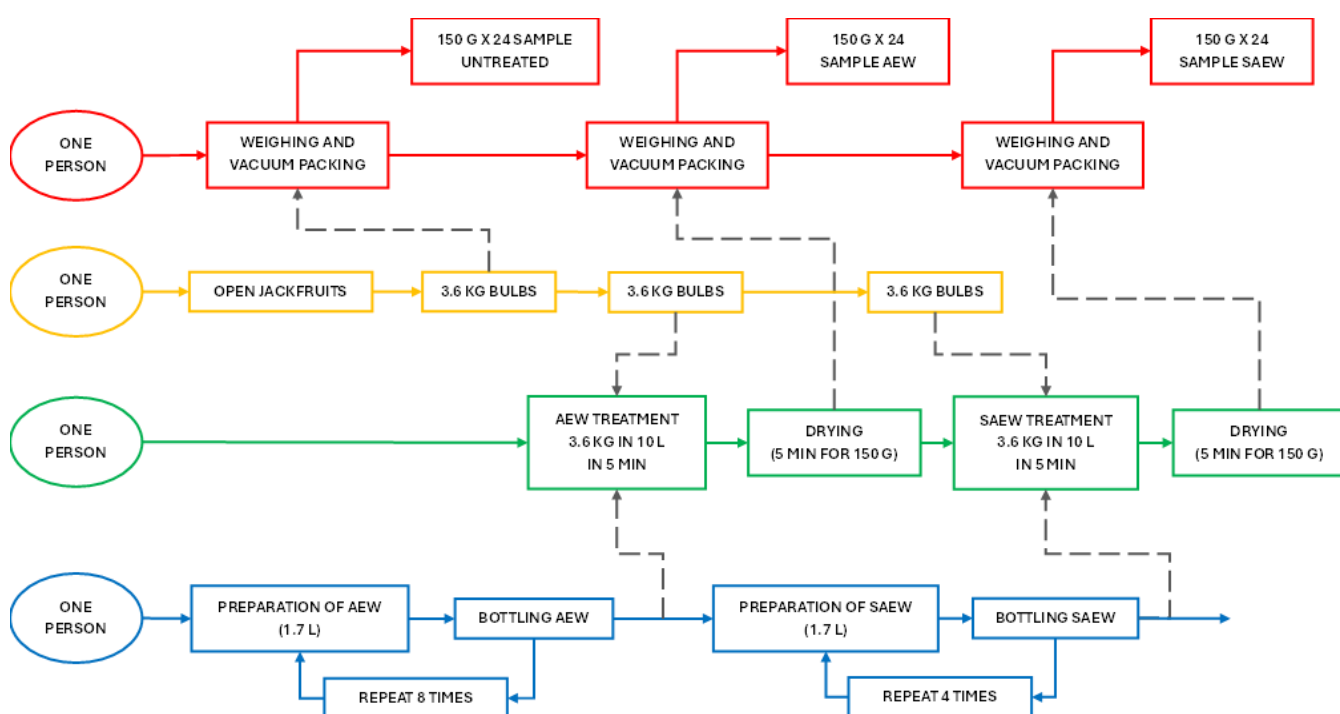 150 G X 24 SAMPLE
UNTREATED
150 G X 24
SAMPLE AEW
150 G X 24
SAMPLE SAEW
ONE
PERSON
WEIGHING AND
VACUUM PACKING
WEIGHING AND
VACUUM PACKING
WEIGHING AND
VACUUM PACKING
ONE
PERSON
OPEN JACKFRUITS
3.6 KG BULBS
3.6 KG BULBS
3.6 KG BULBS
ONE
PERSON
AEW TREATMENT
3.6 KG IN 10 L
IN 5 MIN
DRYING
(5 MIN FOR 150 G)
SAEW TREATMENT
3.6 KG IN 10 L
IN 5 MIN
DRYING
(5 MIN FOR 150 G)
ONE
PERSON
PREPARATION OF AEW
(1.7 L)
BOTTLING AEW
PREPARATION OF SAEW
(1.7 L)
BOTTLING SAEW
REPEAT 8 TIMES
REPEAT 4 TIMES